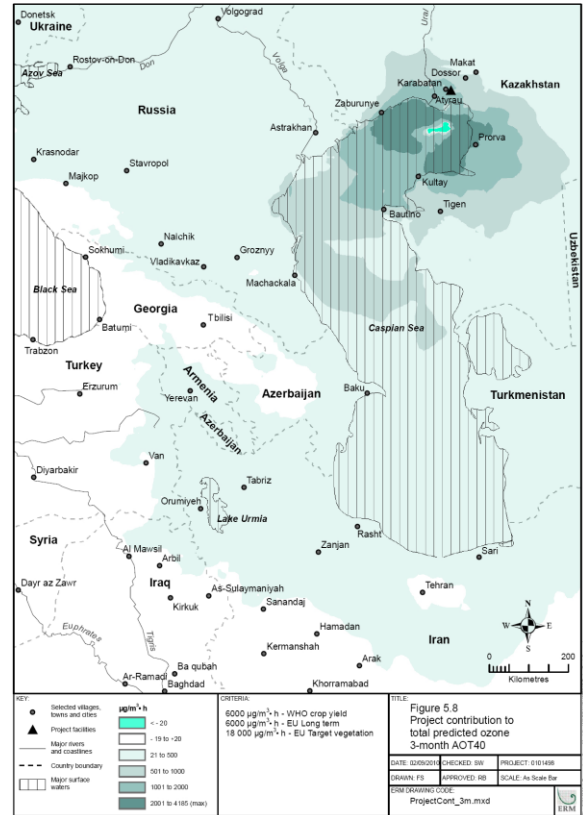 Donetsk
Ukraine
Volgograd
Rostov-on-Don
Don
Volga
Ural
Azov Sea
Makat
Dossor
Karabatan
Kazakhstan
Atyrau
Zaburunye
Russia
Astrakhan
Prorva
Krasnodar
Stavropol
Majkop
Kultay
Bautino
Tigen
Nalchik
Groznyy
Sokhumi
Vladikavkaz
Uzbekistan
Machackala
Black Sea
Georgia
Tbilisi
Batumi
Caspian Sea
Trabzon
Turkey
Armenia
Erzurum
Yerevan
Azerbaijan
Baku
Turkmenistan
Azerbaijan
Van
Diyarbakir
Tabriz
Orumiyeh
Lake Urmia
Rasht
Syria
Zanjan
Al Mawsil
Sari
Arbil
Iraq
As-Sulaymaniyah
Tehran
Dayr az Zawr
Kirkuk
Sanandaj
N
W E
S
Euphrates
Tigris
Hamadan
Iran
Kermanshah
Arak
Ba qubah
0 200
Kilometres
Ar-Ramadi
Baghdad
Khorramabad
KEY:
Selected villages, towns and cities
Project facilities
Major rivers and coastlines
Country boundary
Major surface waters
µg/m³• h
< - 20
- 19 to +20
21 to 500
501 to 1000
1001 to 2000
2001 to 4185 (max)
CRITERIA:
6000 µg/m³• h - WHO crop yield
6000 µg/m³• h - EU Long term
18 000 µg/m³• h - EU Target vegetation
TITLE:
Figure 5.8
Project contribution to
total predicted ozone
3-month AOT40
DATE: 02/09/2010 CHECKED: SW PROJECT: 0101498
DRAWN: FS APPROVED: RB SCALE: As Scale Bar
ERM DRAWING CODE:
ProjectCont_3m.mxd
ERM